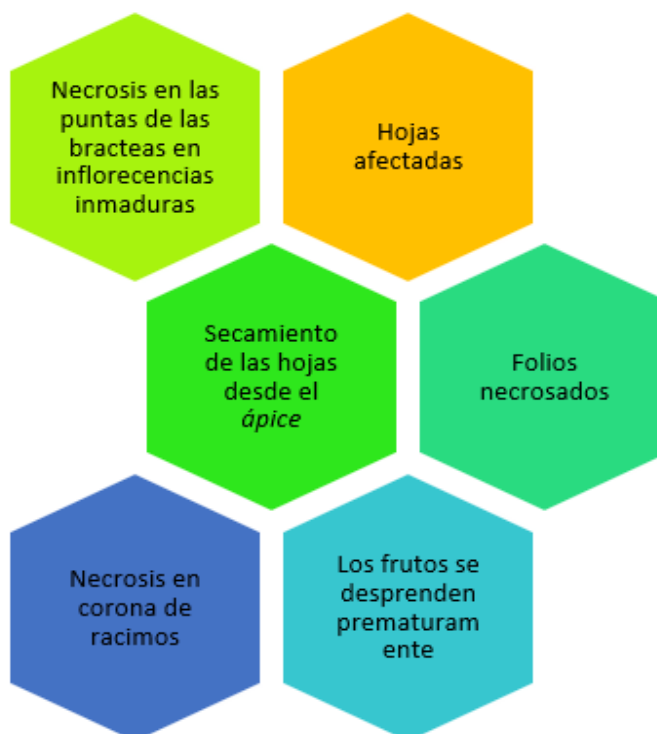 Necrosis en las
puntas de las
bracteas en
inflorecencias
inmaduras
Hojas
afectadas
Secamiento
de las hojas
desde el
ápice
Folios
necrosados
Necrosis en
corona de
racimos
Los frutos se
desprenden
prematuram
ente